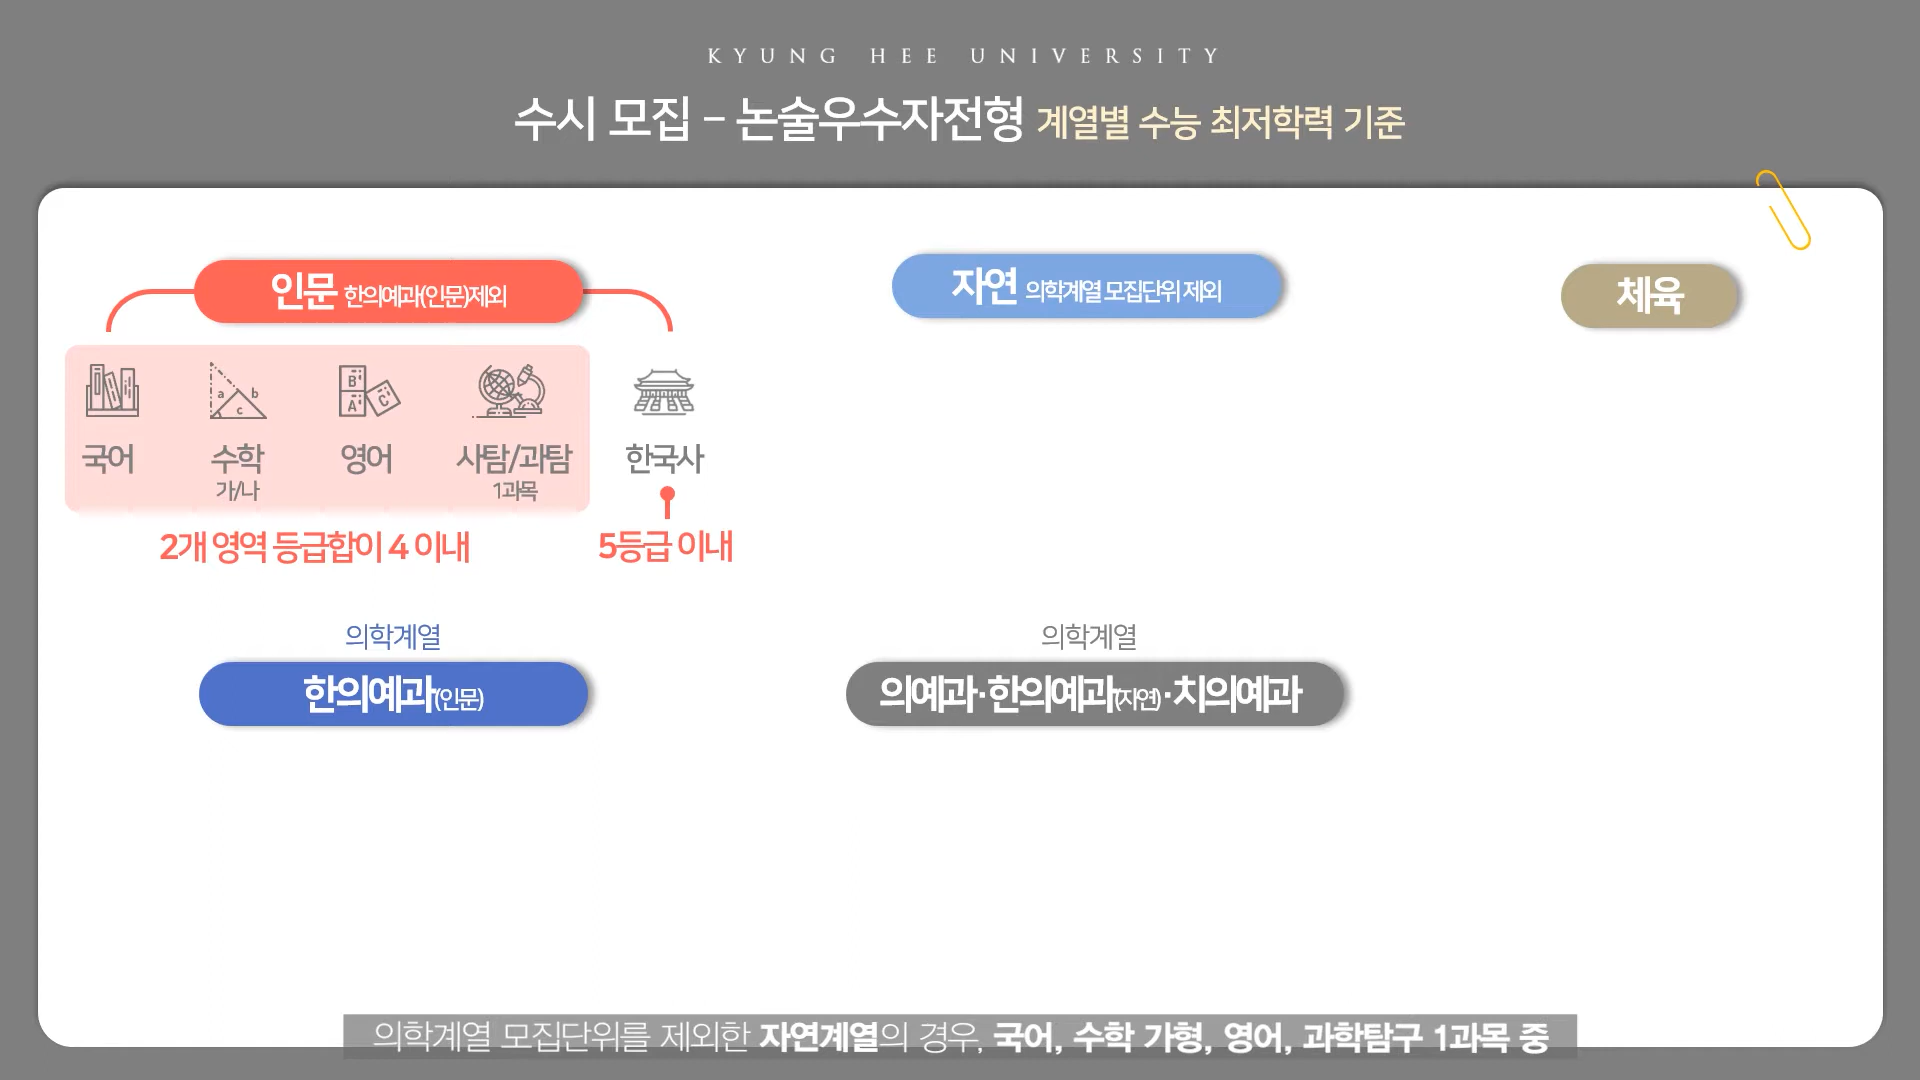 KYUNG HEE UNIVERSITY
수시 모집 – 논술우수자전형 계열별 수능 최저학력 기준
인문 한의예과(인문)제외
자연 의학계열 모집단위 제외
체육
a b c
B A C
국어
수학
가/나
영어
사탐/과탐
1과목
한국사
2개 영역 등급합이 4 이내
5등급 이내
의학계열
한의예과(인문)
의학계열
의예과·한의예과(자연)·치의예과
의학계열 모집단위를 제외한 자연계열의 경우, 국어, 수학 가형, 영어, 과학탐구 1과목 중